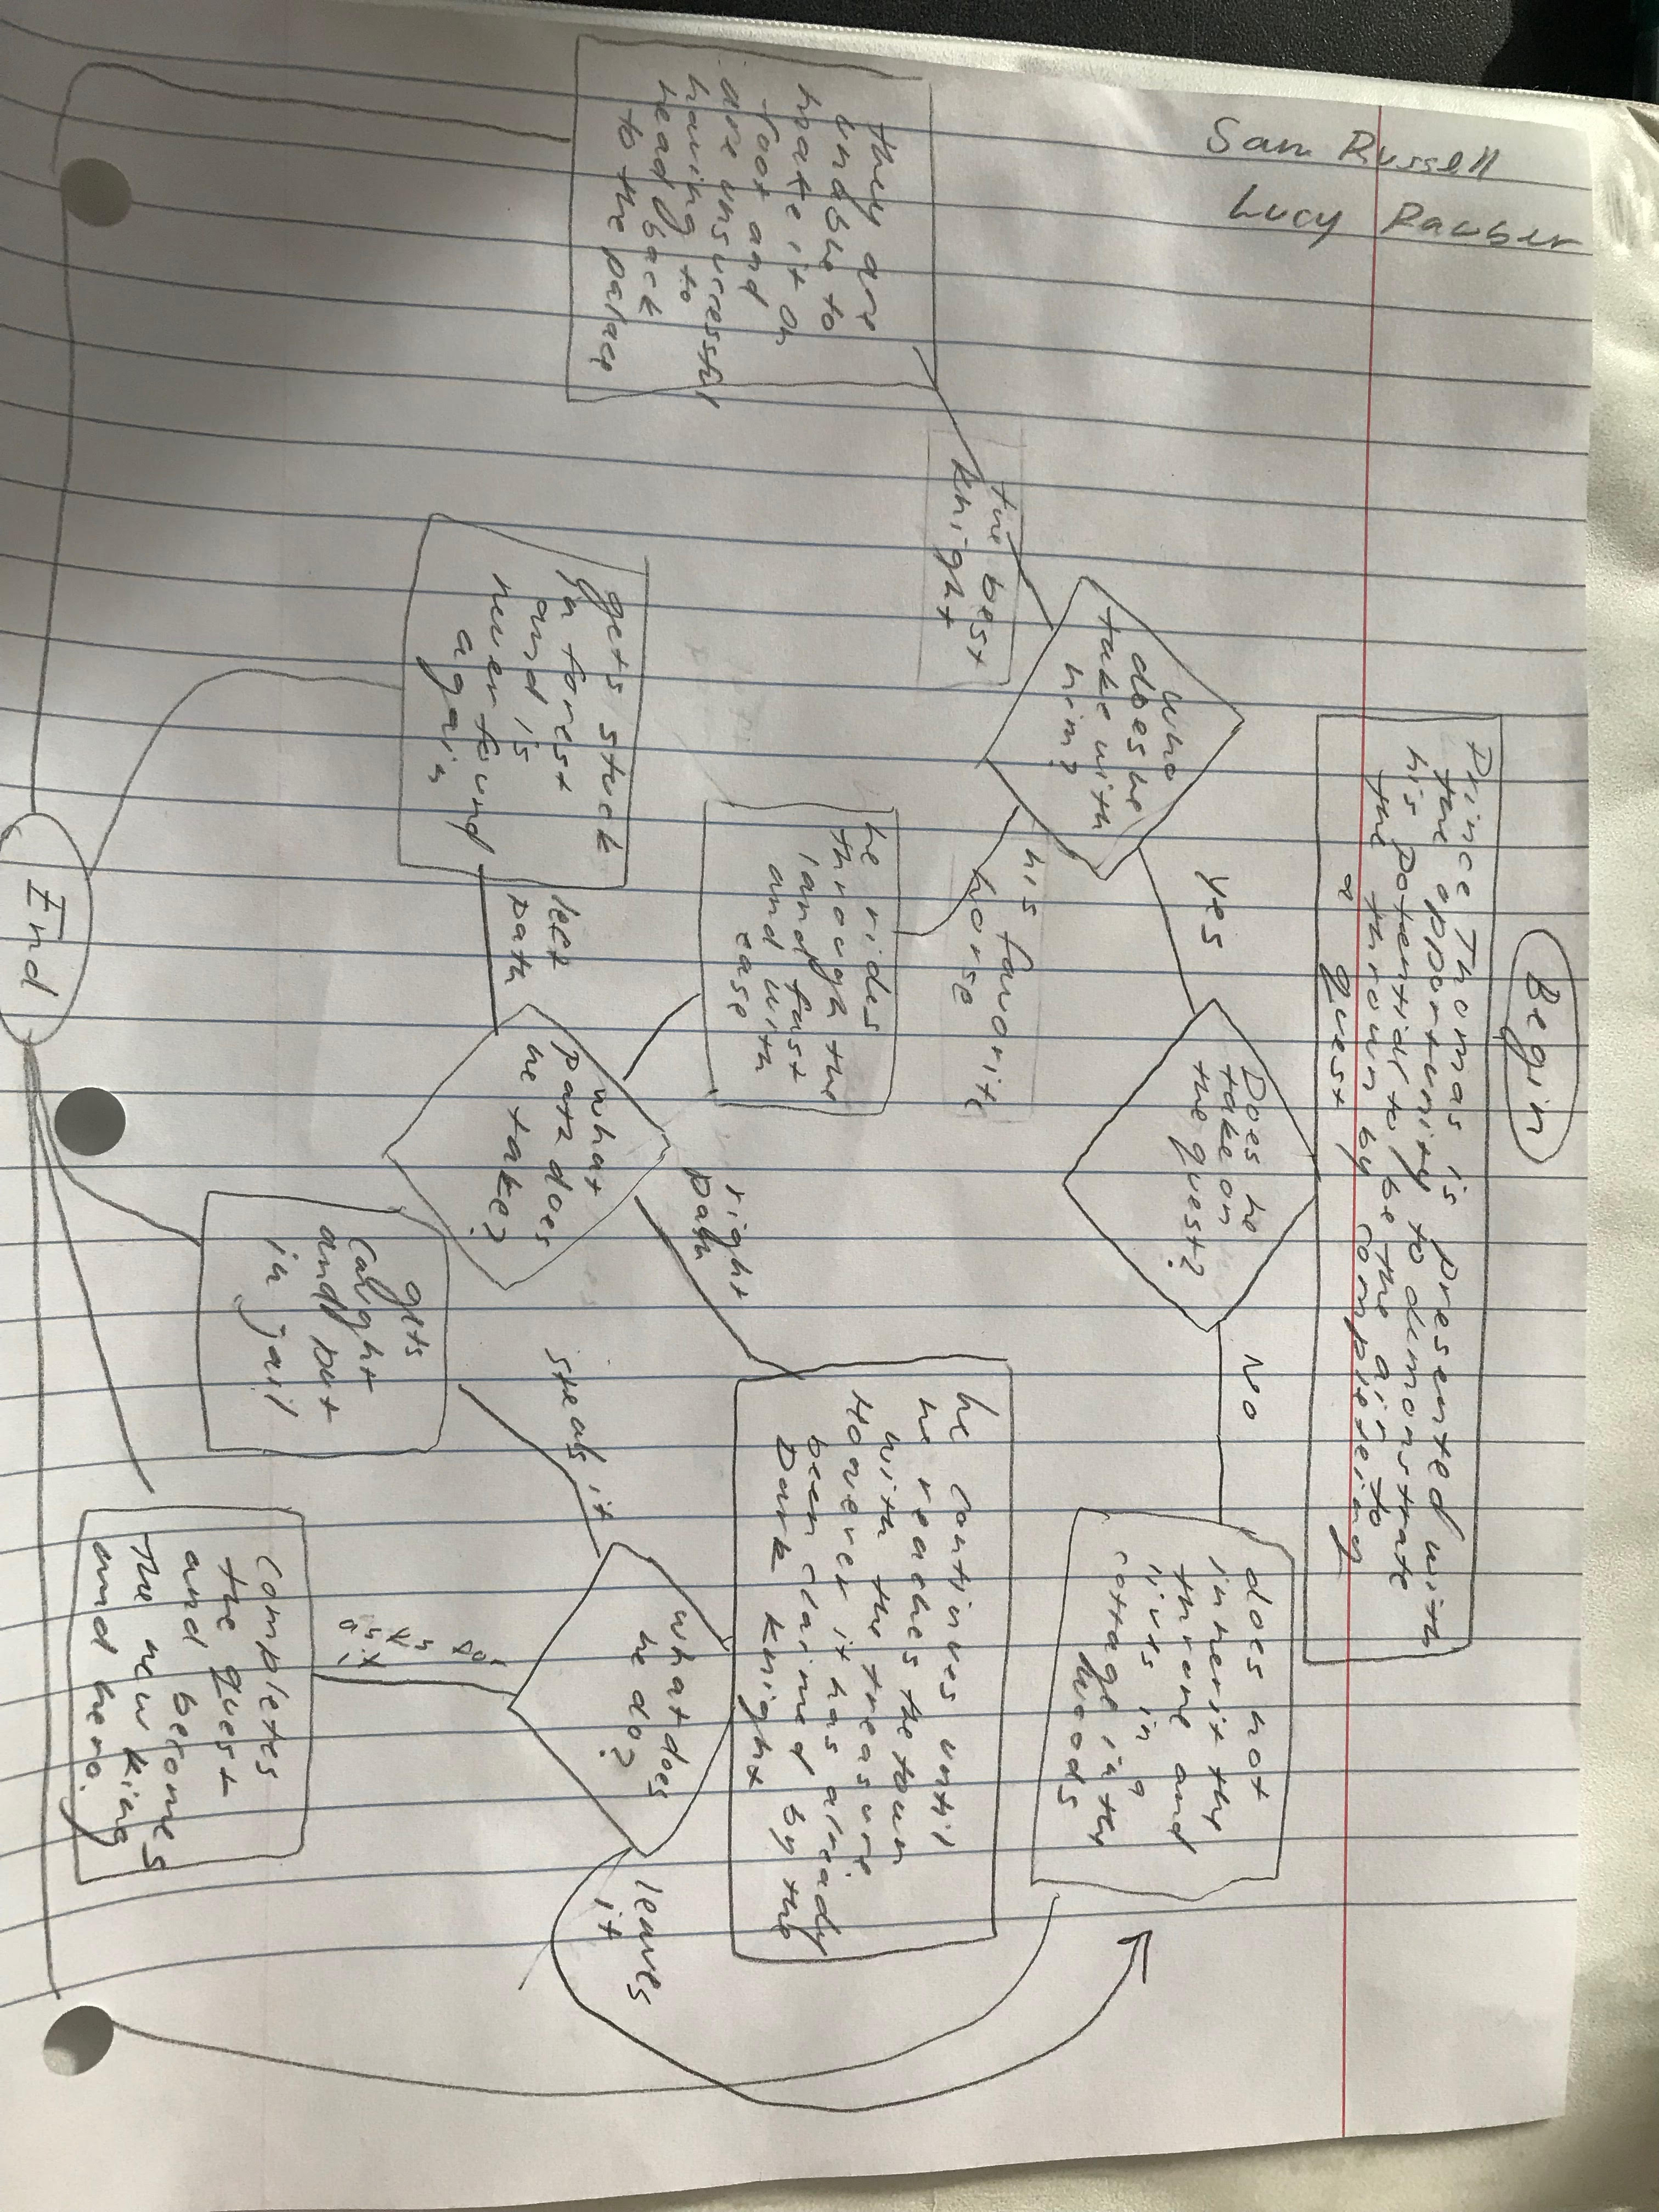 Sam Russell
Lucy Rauber
Begin
Prince Thomas is presented with
the opportunity to demonstrate
his potential to be the air to
the thrown by completeing
a quest
Does he
take on
the quest?
Yes
No
does not
inherit the
throne and
lives in a
cottage in the
woods
who
does he
take with
him?
the best
knight
his favorite
horse
they are
unable to
make it on
foot and
are unsucessful
having to
head back
to the palace
he rides
through the
land fast
and with
ease
what
path does
he take?
left
path
right
path
gets stuck
in forest
and is
never found
again
he continues until
he reaches the town
with the treasure.
However it has already
been claimed by the
Dark knight
what does
he do?
steals it
leaves
it
asks
for
it
gets
caught
and put
in jail
completes
the quest
and becomes
The new king
and hero.
End